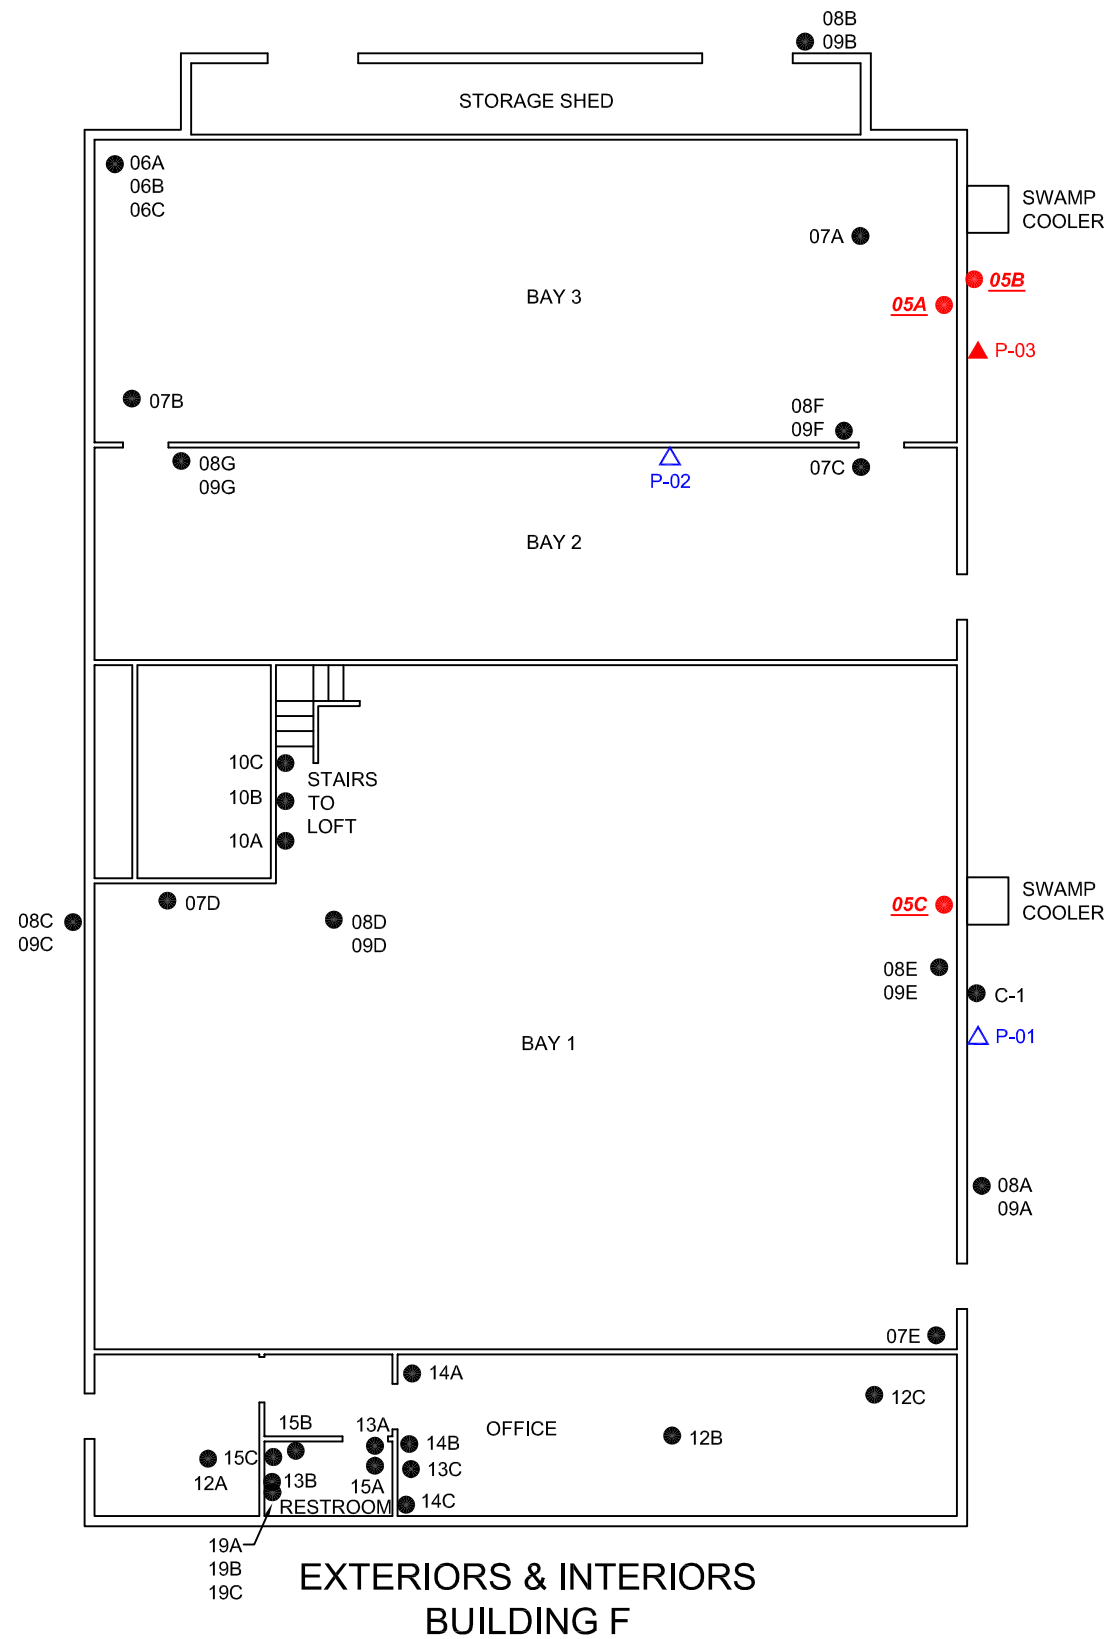 08B
09B
STORAGE SHED
06A
06B
06C
SWAMP
COOLER
07A
05B
05A
BAY 3
P-03
07B
08F
09F
08G
09G
P-02
07C
BAY 2
10C
STAIRS
TO
LOFT
10B
10A
07D
08C
09C
08D
09D
05C
SWAMP
COOLER
08E
09E
C-1
P-01
BAY 1
08A
09A
07E
14A
12C
15B
13A
OFFICE
14B
12B
15C
12A
13B
15A
13C
RESTROOM
14C
19A
19B
19C
EXTERIORS & INTERIORS
BUILDING F